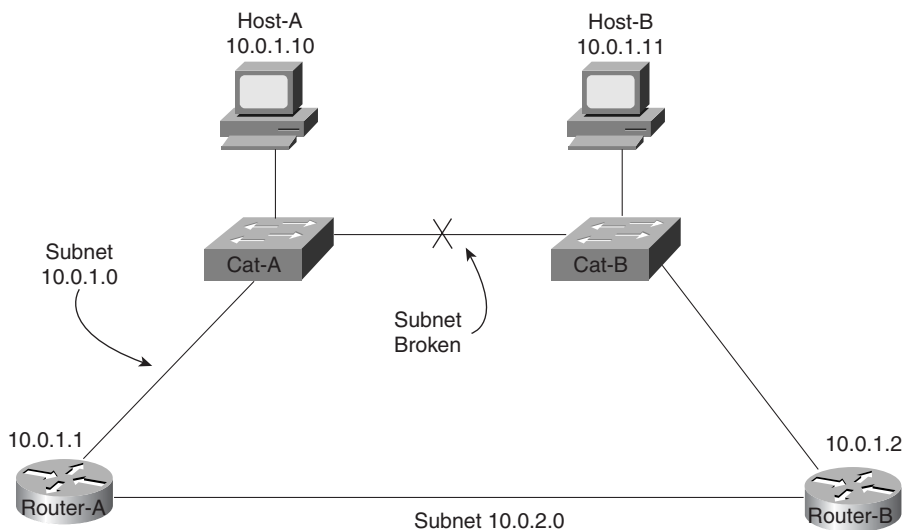 Host-A
10.0.1.10
Host-B
10.0.1.11
Subnet
10.0.1.0
Cat-A
Cat-B
Subnet
Broken
10.0.1.1
10.0.1.2
Router-A
Router-B
Subnet 10.0.2.0